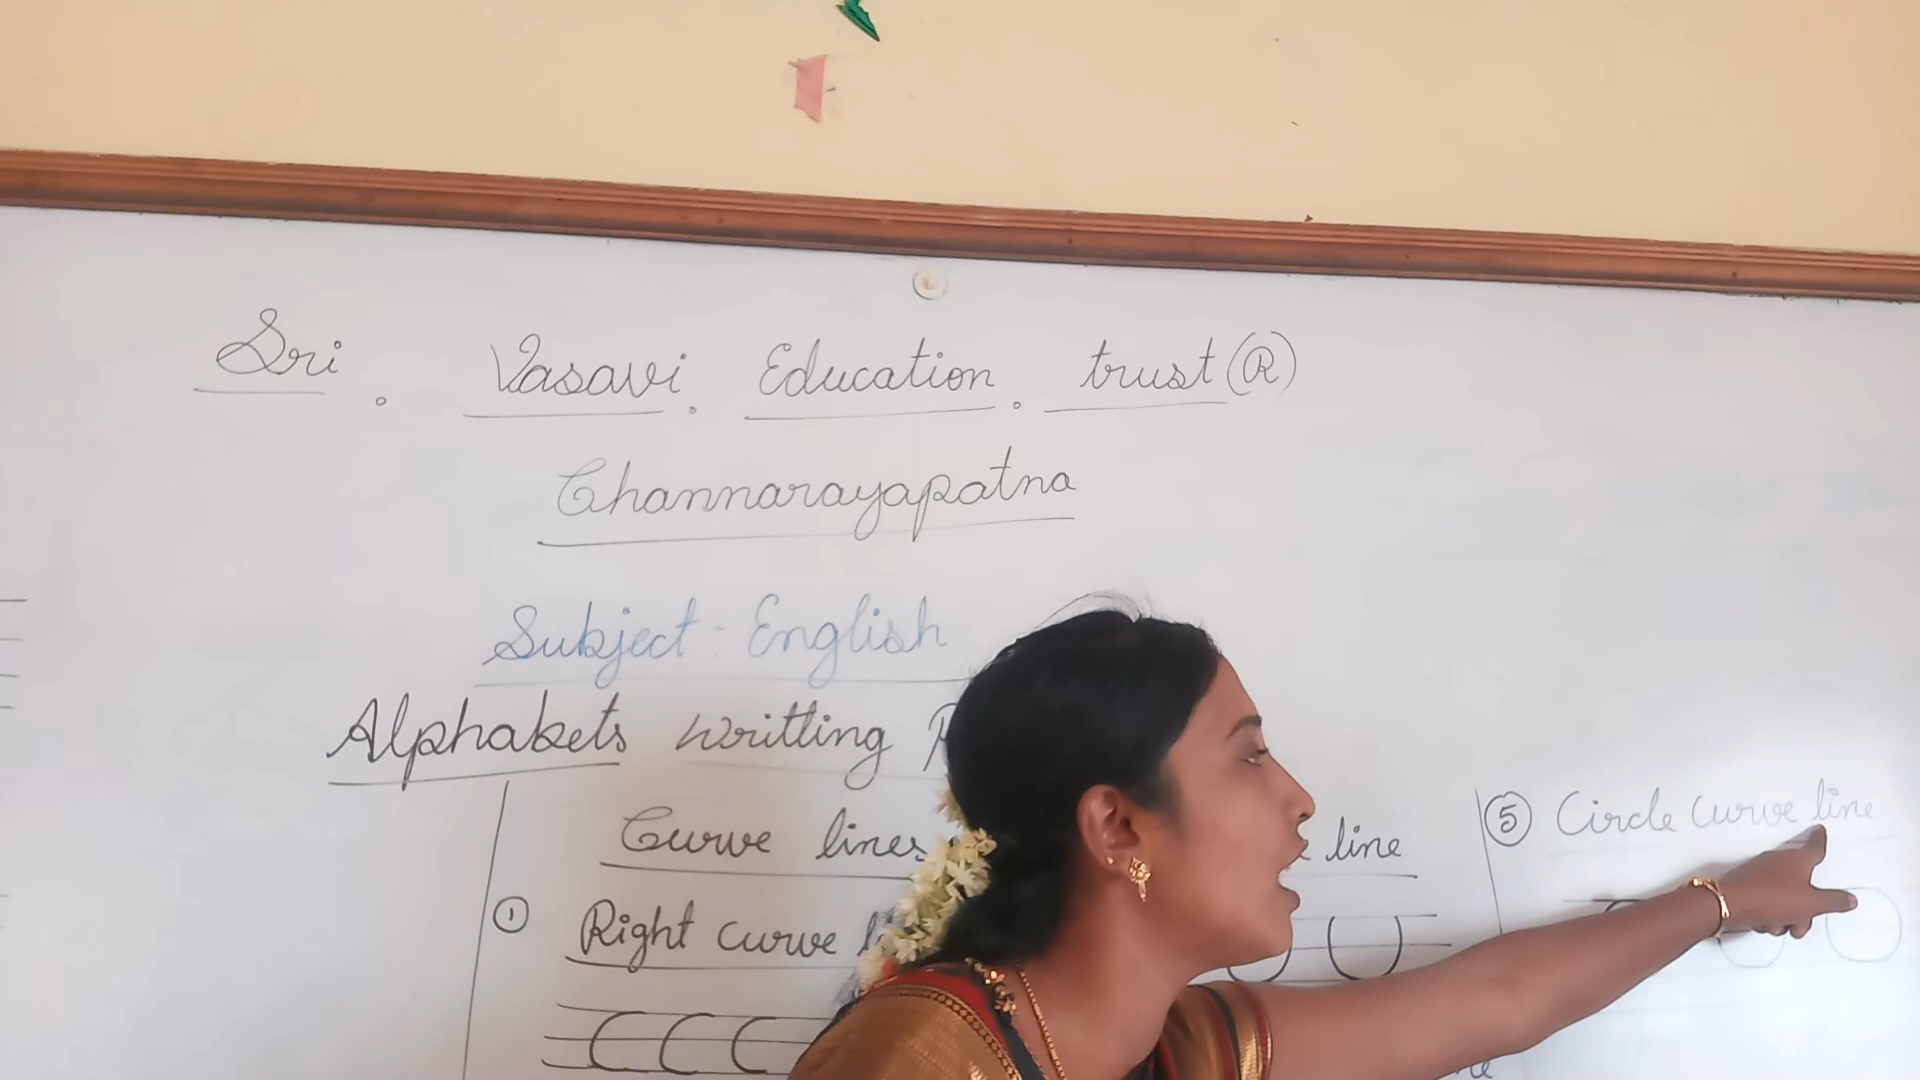 Sri. Vasavi. Education. trust (R)
Channarayapatna
Subject: English
Alphabets writting
Curve lines
① Right curve
line
⑤ Circle curve line